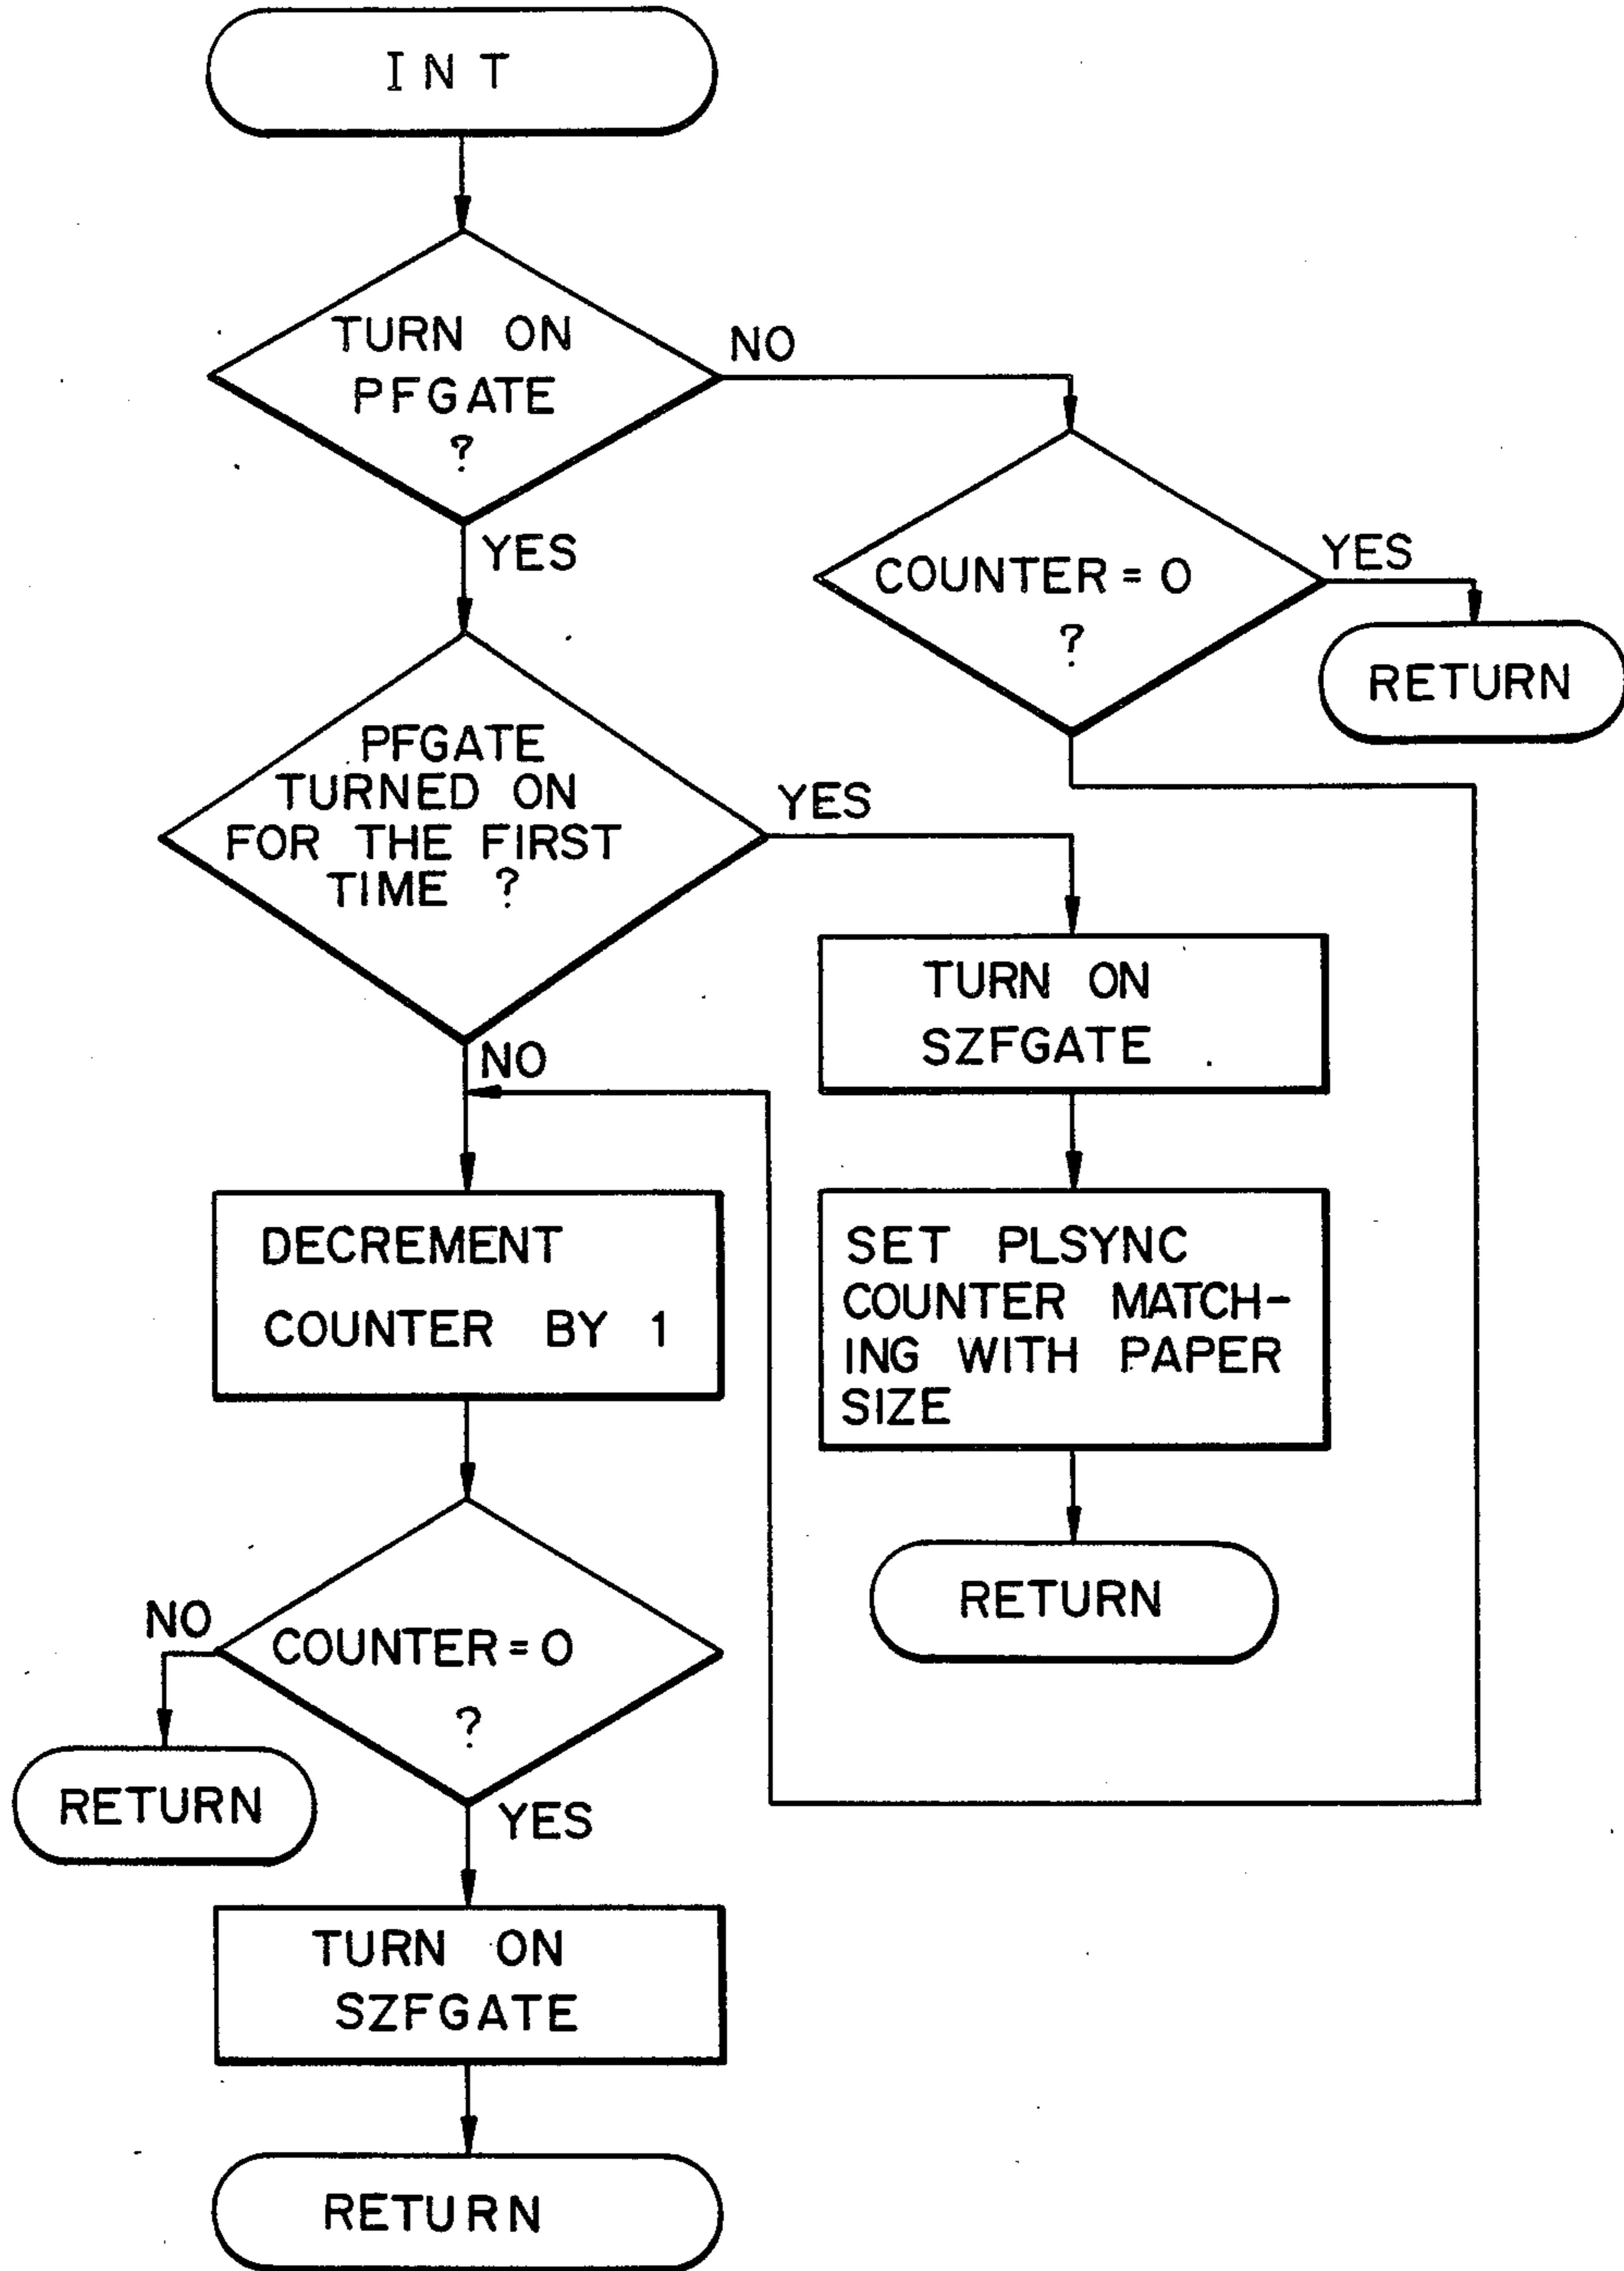 INT
TURN ON
PFGATE
?
NO
YES
COUNTER = 0
?
YES
RETURN
PFGATE
TURNED ON
FOR THE FIRST
TIME ?
YES
NO
TURN ON
SZFGATE
SET PLSYNC
COUNTER MATCH-
ING WITH PAPER
SIZE
RETURN
DECREMENT
COUNTER BY 1
COUNTER = 0
?
NO
RETURN
YES
TURN ON
SZFGATE
RETURN